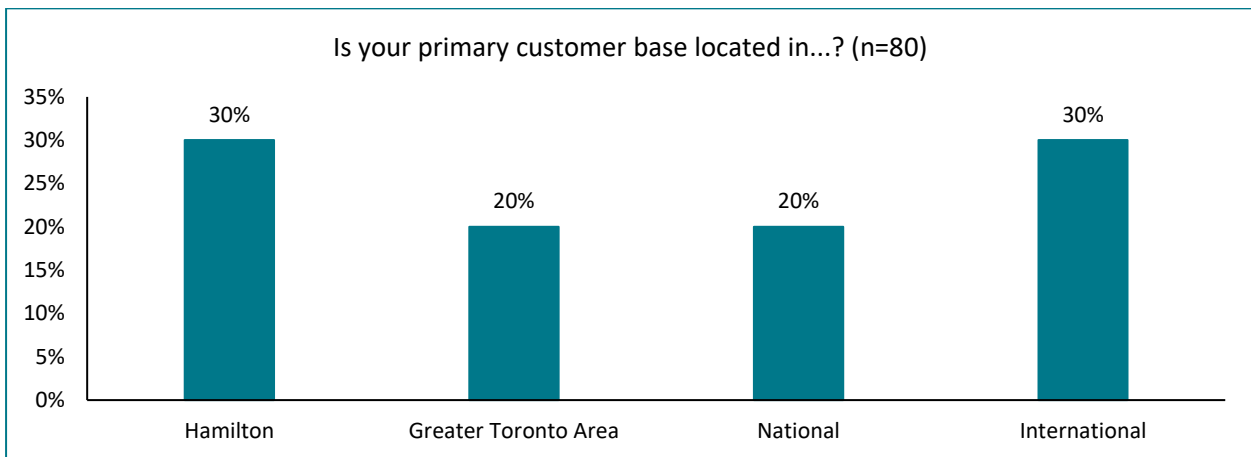 Is your primary customer base located in...? (n=80)
35%
30%
25%
20%
15%
10%
5%
0%
30%
20%
20%
30%
Hamilton
Greater Toronto Area
National
International